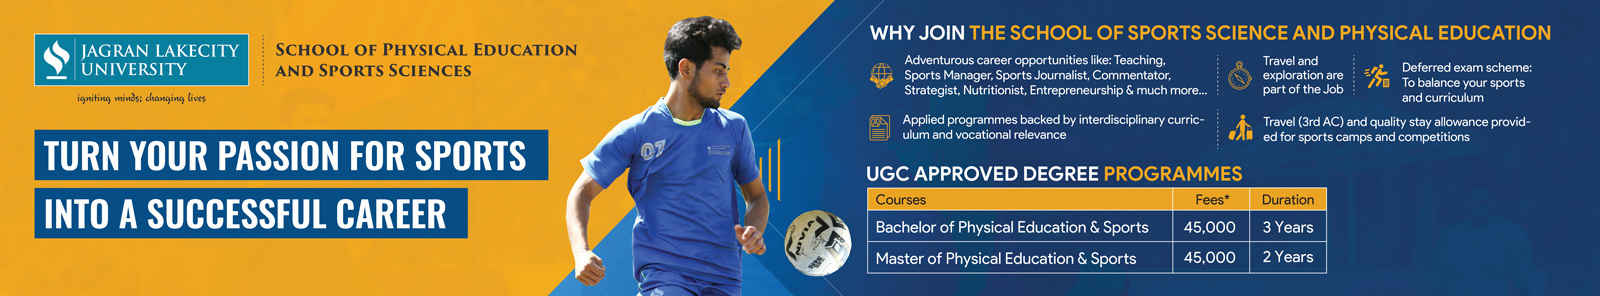 JAGRAN LAKECITY
UNIVERSITY
igniting minds; changing lives
SCHOOL OF PHYSICAL EDUCATION
AND SPORTS SCIENCES
TURN YOUR PASSION FOR SPORTS
INTO A SUCCESSFUL CAREER
07
WHY JOIN THE SCHOOL OF SPORTS SCIENCE AND PHYSICAL EDUCATION
Adventurous career opportunities like: Teaching,
Sports Manager, Sports Journalist, Commentator,
Strategist, Nutritionist, Entrepreneurship & much more...
Travel and
exploration are
part of the Job
Deferred exam scheme:
To balance your sports
and curriculum
Applied programmes backed by interdisciplinary curric-
ulum and vocational relevance
Travel (3rd AC) and quality stay allowance provid-
ed for sports camps and competitions
UGC APPROVED DEGREE PROGRAMMES
Courses Fees* Duration
Bachelor of Physical Education & Sports 45,000 3 Years
Master of Physical Education & Sports 45,000 2 Years